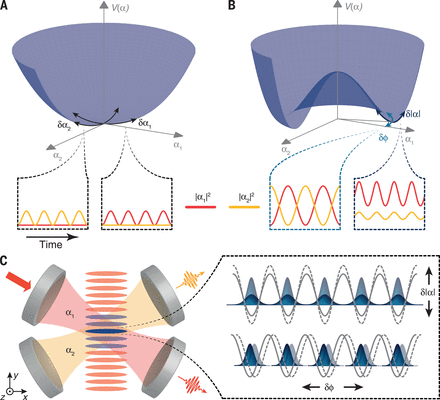 A
V(α)
δα₂
δα₁
α₂
α₁
B
V(α)
δ|α|
δϕ
α₂
α₁
Time
|α₁|²
|α₂|²
C
α₁
α₂
y
z
x
δ|α|
δϕ